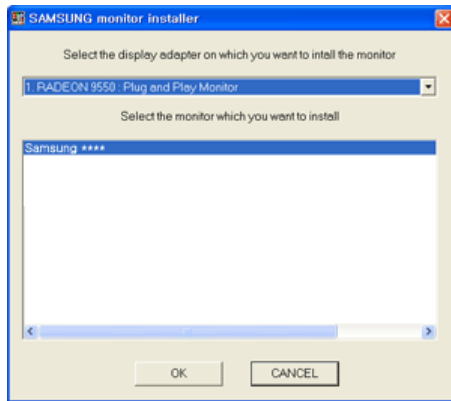 SAMSUNG monitor installer
Select the display adapter on which you want to intall the monitor
1. RADEON 9550 : Plug and Play Monitor
Select the monitor which you want to install
Samsung ****
OK
CANCEL